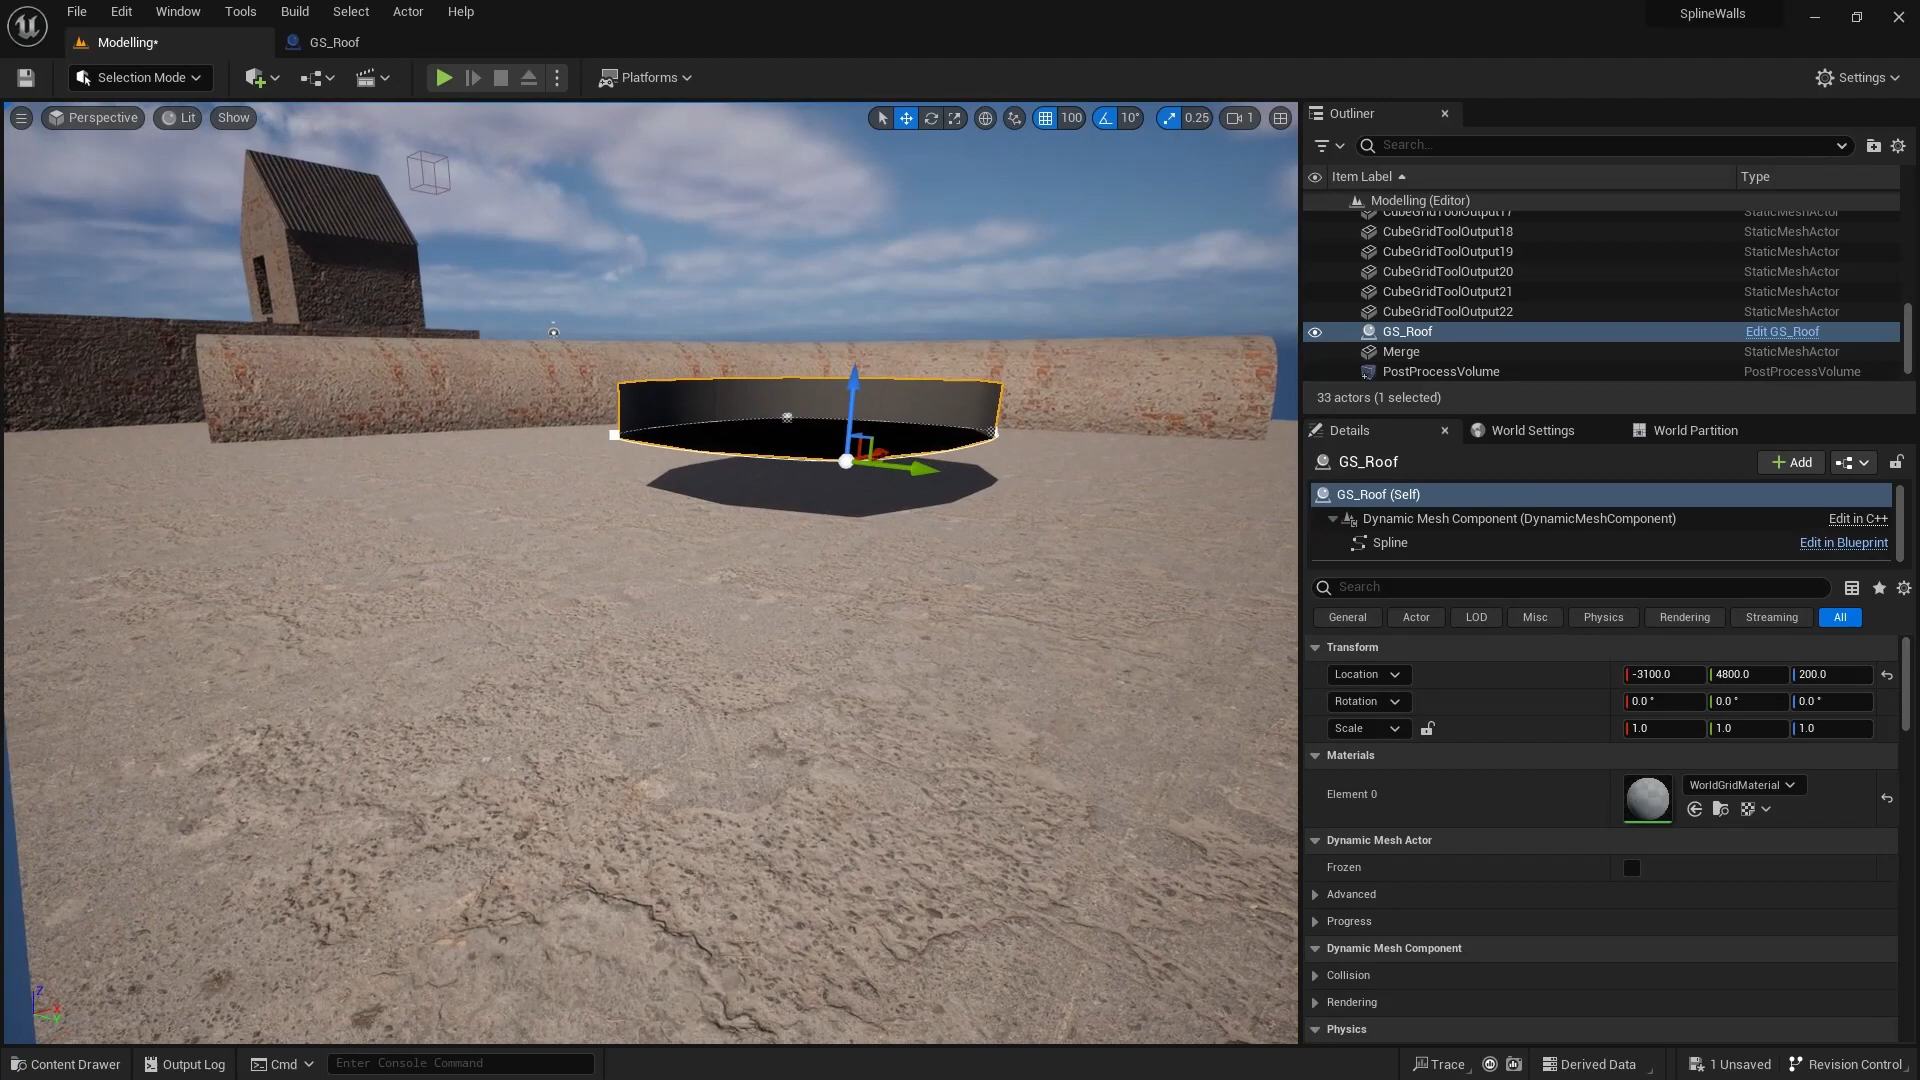 File Edit Window Tools Build Select Actor Help
SplineWalls
Modelling*
GS_Roof
Selection Mode
Platforms
Settings
Perspective
Lit
Show
100
10°
0.25
1
Outliner
Search...
Item Label
Type
Modelling (Editor)
CubeGridToolOutput17 StaticMeshActor
CubeGridToolOutput18 StaticMeshActor
CubeGridToolOutput19 StaticMeshActor
CubeGridToolOutput20 StaticMeshActor
CubeGridToolOutput21 StaticMeshActor
CubeGridToolOutput22 StaticMeshActor
GS_Roof Edit GS_Roof
Merge StaticMeshActor
PostProcessVolume PostProcessVolume
33 actors (1 selected)
Details
World Settings
World Partition
GS_Roof
Add
GS_Roof (Self)
Dynamic Mesh Component (DynamicMeshComponent) Edit in C++
Spline Edit in Blueprint
Search
General Actor LOD Misc Physics Rendering Streaming All
Transform
Location -3100.0 4800.0 200.0
Rotation 0.0 ° 0.0 ° 0.0 °
Scale 1.0 1.0 1.0
Materials
Element 0
WorldGridMaterial
Dynamic Mesh Actor
Frozen
Advanced
Progress
Dynamic Mesh Component
Collision
Rendering
Physics
Z
X
Y
Content Drawer
Output Log
Cmd
Enter Console Command
Trace
Derived Data
1 Unsaved
Revision Control